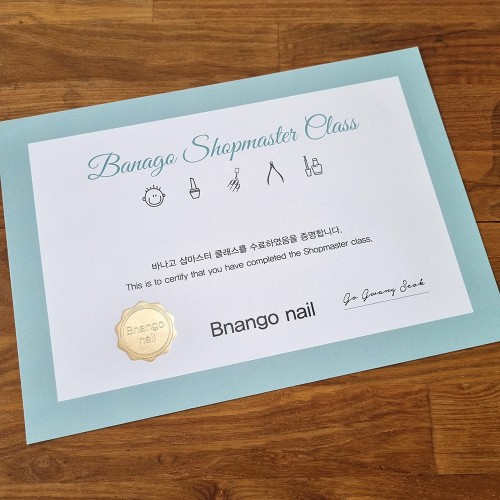 Banago Shopmaster Class
바나고 샵마스터 클래스를 수료하였음을 증명합니다.
This is to certify that you have completed the Shopmaster class.
Bnango
nail
Bnango nail
Go Gwang Seok